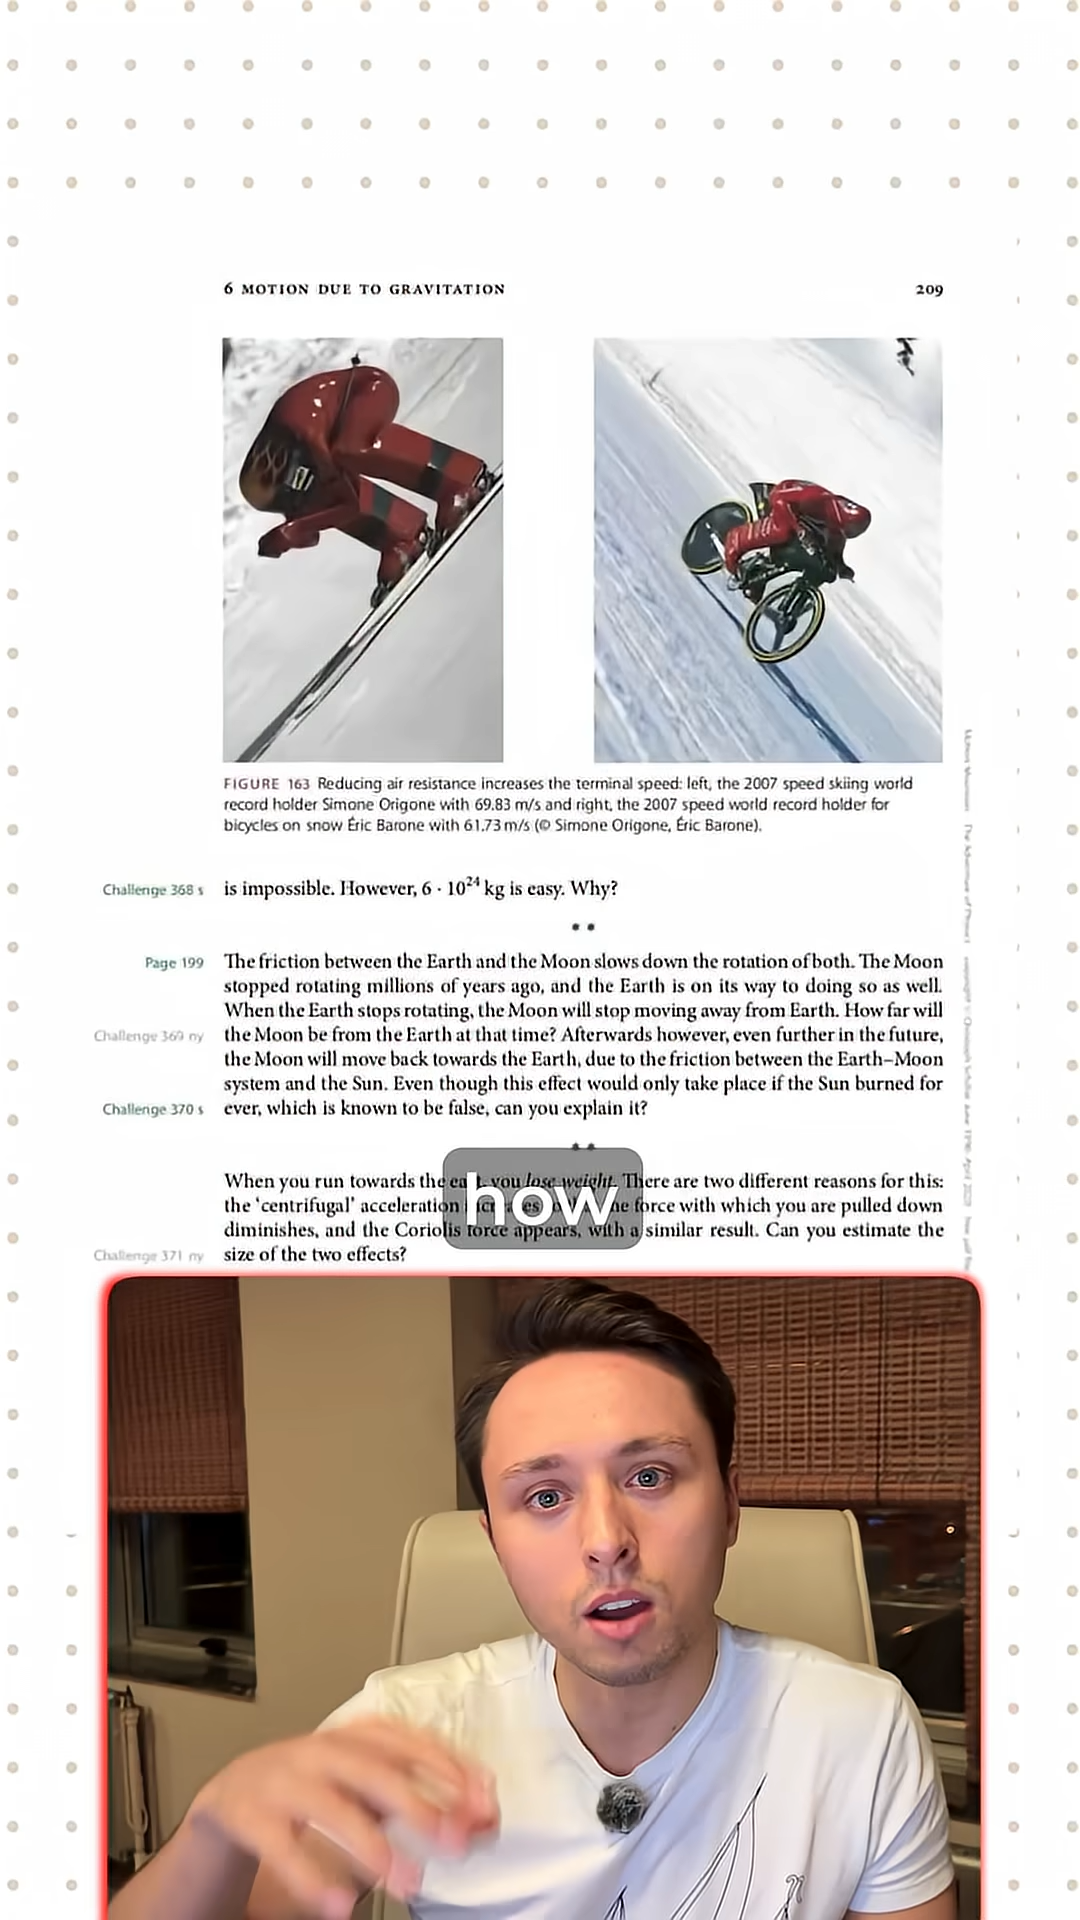 6 MOTION DUE TO GRAVITATION 209
FIGURE 163 Reducing air resistance increases the terminal speed: left, the 2007 speed skiing world
record holder Simone Origone with 69.83 m/s and right, the 2007 speed world record holder for
bicycles on snow Éric Barone with 61.73 m/s (© Simone Origone, Éric Barone).
Challenge 368 s is impossible. However, 6 · 10²⁴ kg is easy. Why?
Page 199 The friction between the Earth and the Moon slows down the rotation of both. The Moon
stopped rotating millions of years ago, and the Earth is on its way to doing so as well.
When the Earth stops rotating, the Moon will stop moving away from Earth. How far will
Challenge 369 ny the Moon be from the Earth at that time? Afterwards however, even further in the future,
the Moon will move back towards the Earth, due to the friction between the Earth–Moon
system and the Sun. Even though this effect would only take place if the Sun burned for
Challenge 370 s ever, which is known to be false, can you explain it?
When you run towards the you lose weight. There are two different reasons for this:
the 'centrifugal' acceleration force with which you are pulled down
diminishes, and the Coriolis force appears, with a similar result. Can you estimate the
Challenge 371 ny size of the two effects?
how